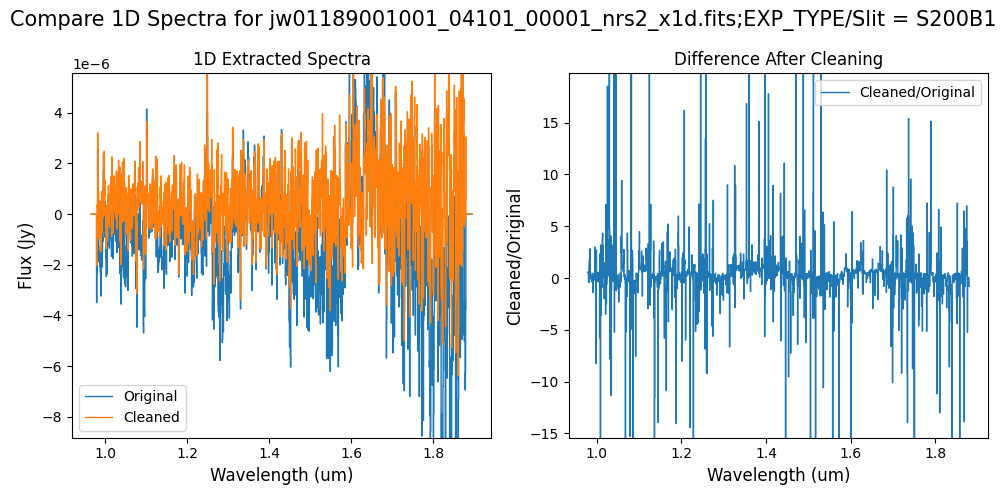 Compare 1D Spectra for jw01189001001_04101_00001_nrs2_x1d.fits;EXP_TYPE/Slit = S200B1
1D Extracted Spectra
1e−6
4
2
0
−2
−4
−6
−8
Flux (Jy)
Original
Cleaned
1.0
1.2
1.4
1.6
1.8
Wavelength (um)
Difference After Cleaning
Cleaned/Original
15
10
5
0
−5
−10
−15
Cleaned/Original
1.0
1.2
1.4
1.6
1.8
Wavelength (um)